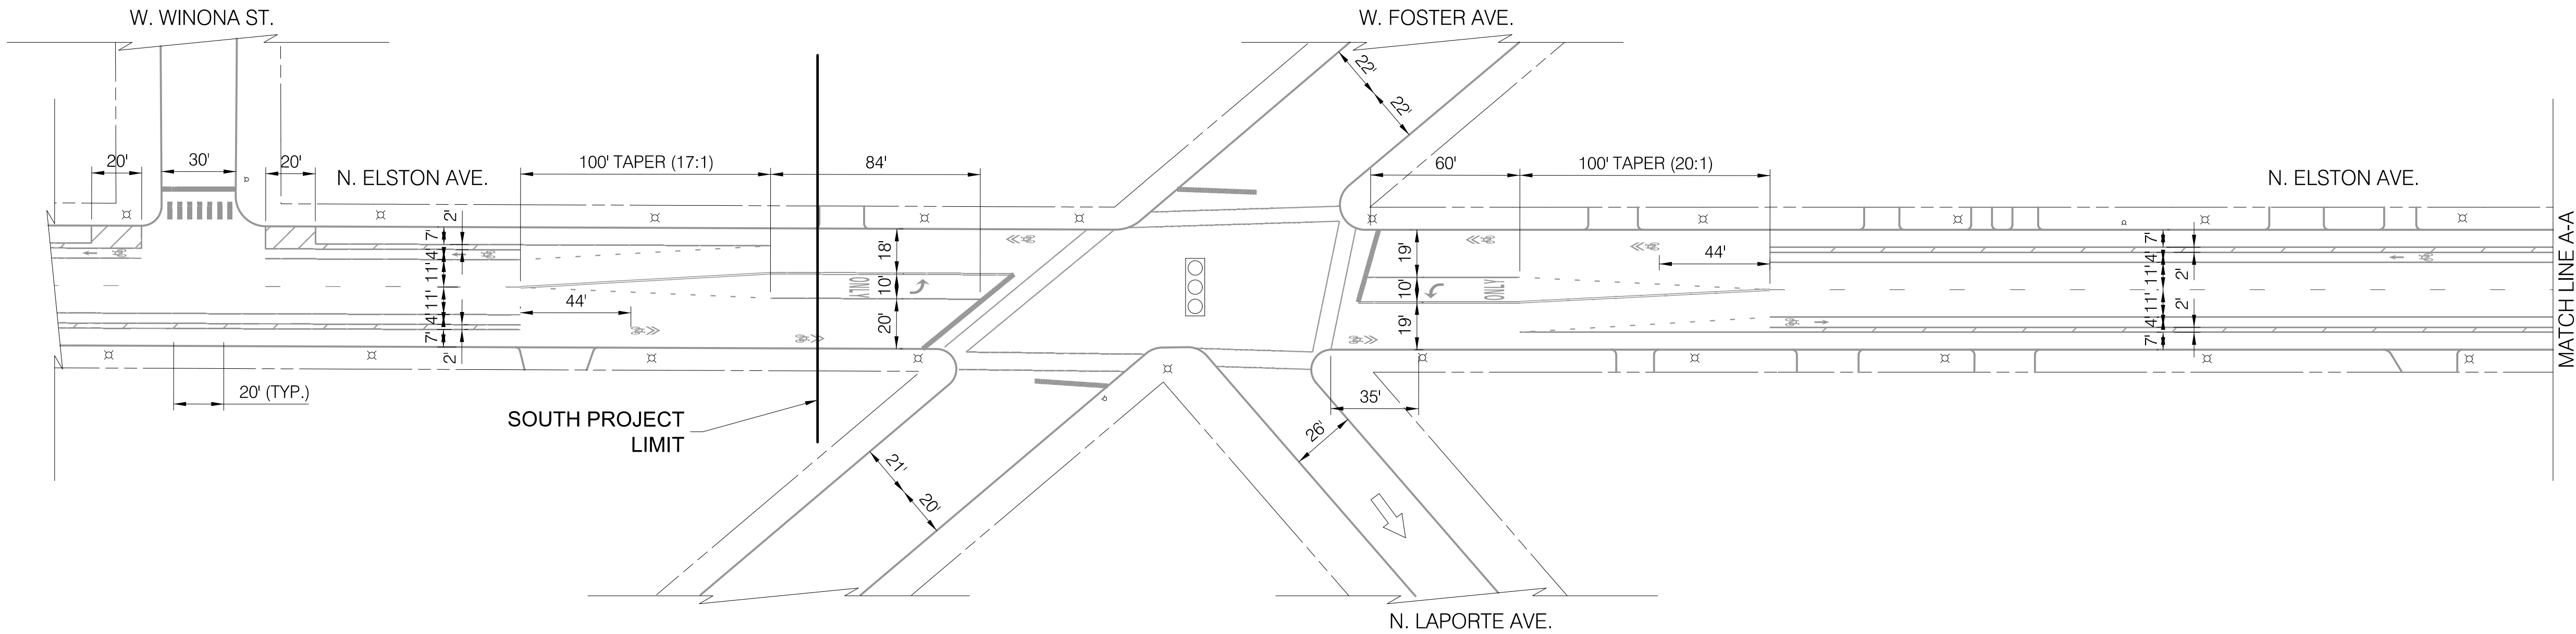 W. WINONA ST.
W. FOSTER AVE.
22'
22'
20'
30'
20'
N. ELSTON AVE.
100' TAPER (17:1)
84'
60'
100' TAPER (20:1)
N. ELSTON AVE.
2'
7'
4'
11'
11'
4'
7'
2'
44'
18'
10'
20'
ONLY
19'
10'
19'
ONLY
44'
7'
4'
11'
11'
4'
7'
2'
2'
MATCH LINE A-A
20' (TYP.)
SOUTH PROJECT
LIMIT
35'
26'
21'
20'
N. LAPORTE AVE.